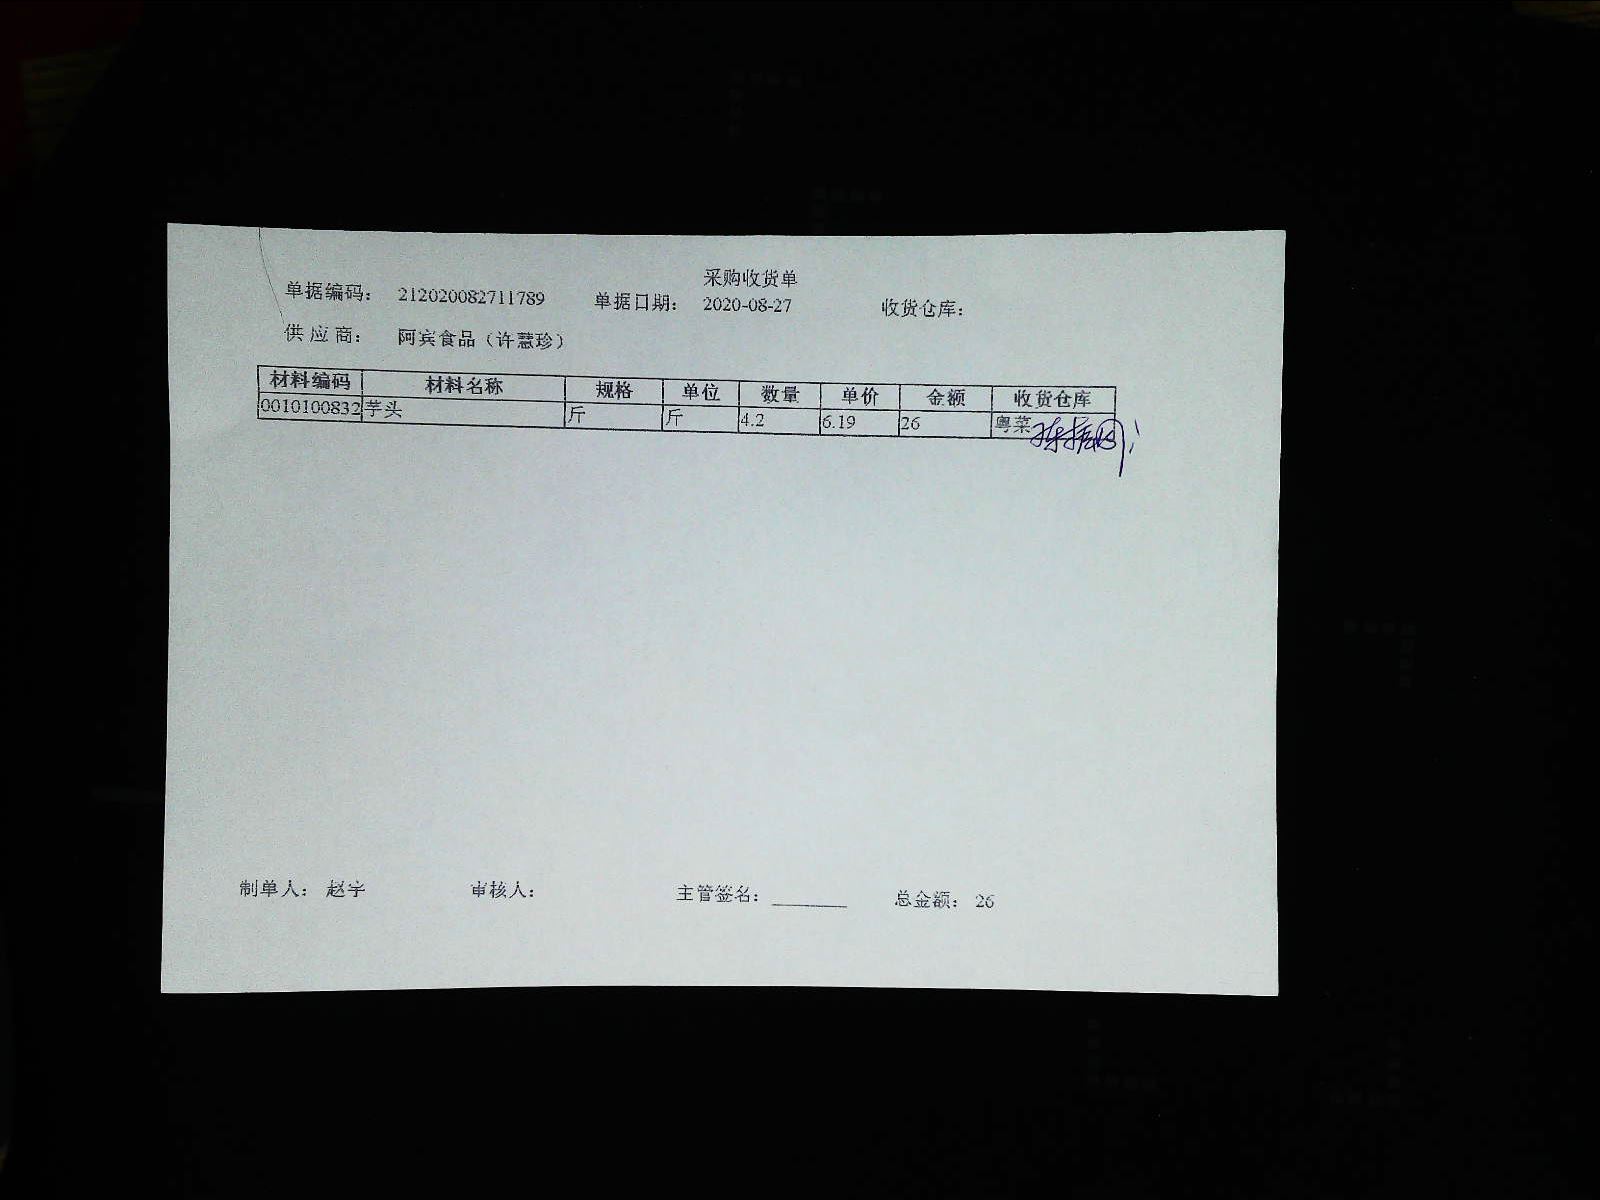 采购收货单
单据编码： 212020082711789 单据日期： 2020-08-27 收货仓库：
供 应 商： 阿宾食品（许慧珍）
材料编码 材料名称 规格 单位 数量 单价 金额 收货仓库
0010100832 芋头 斤 斤 4.2 6.19 26 粤菜
制单人： 赵宇 审核人： 主管签名： ________ 总金额： 26